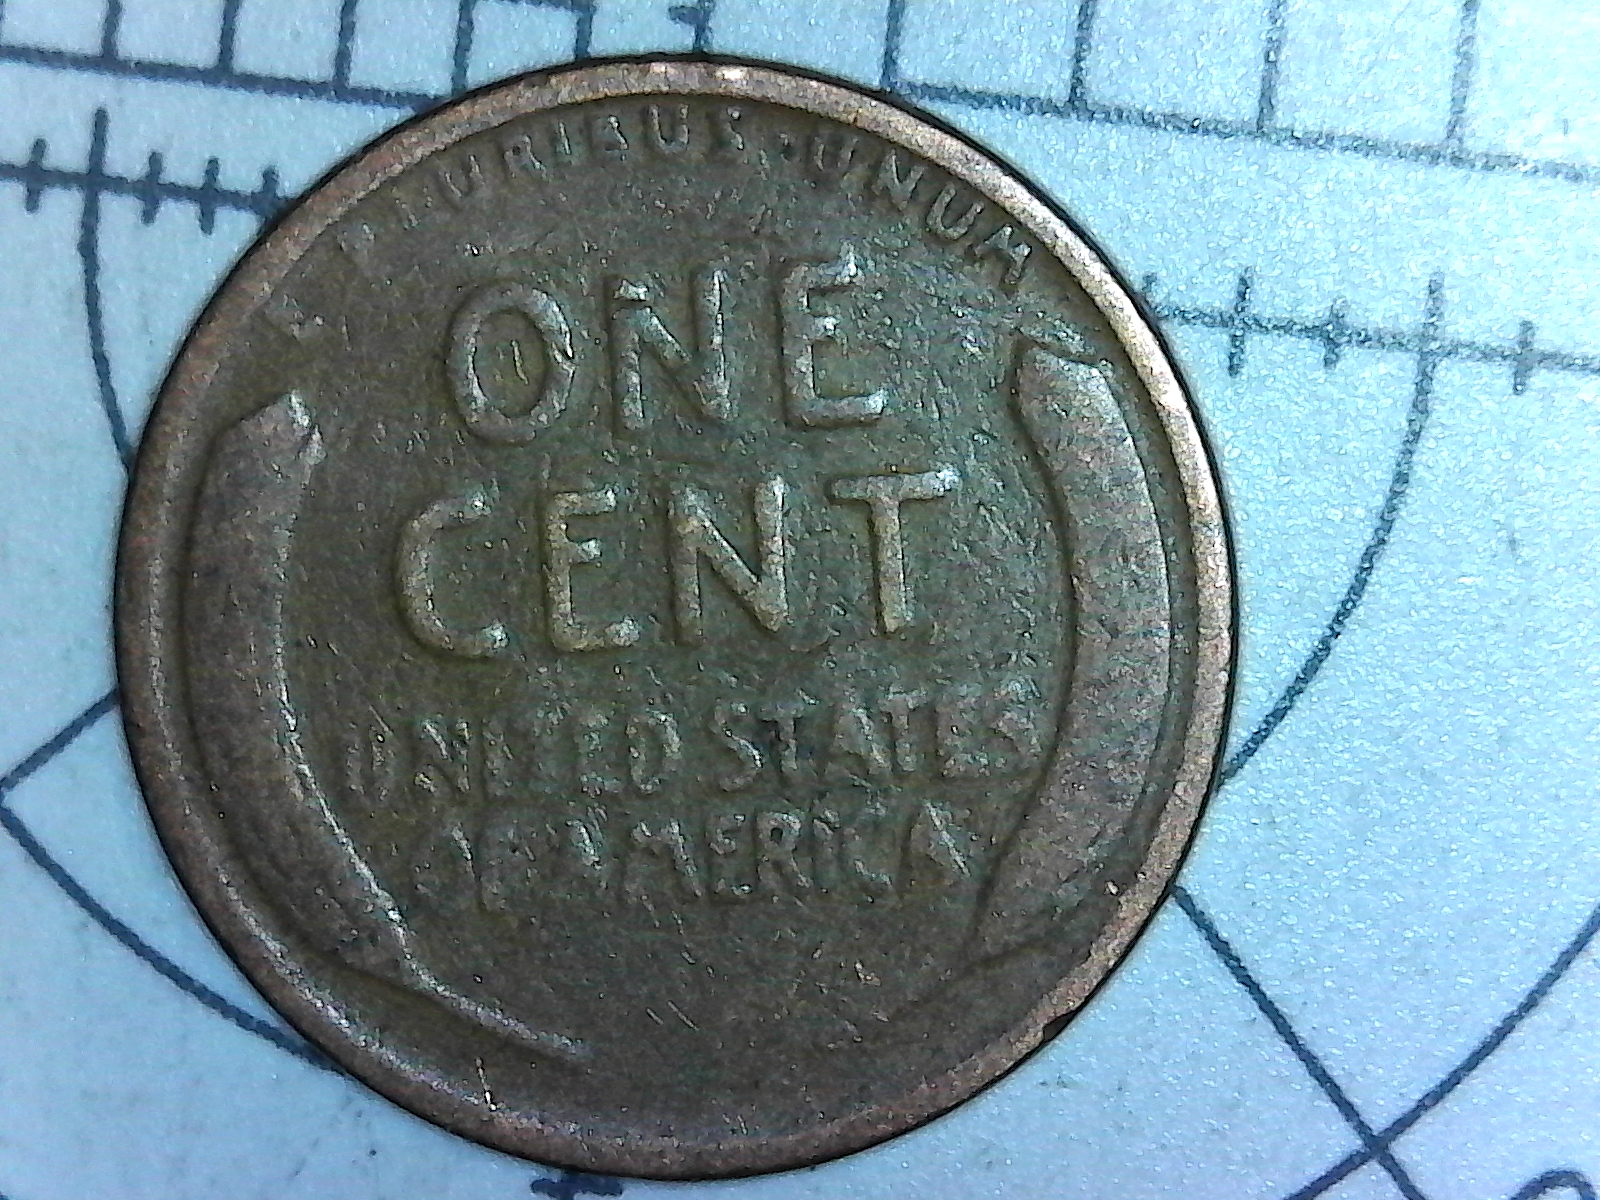 PLURIBUS · UNUM
ONE
CENT
UNITED STATES
OF AMERICA